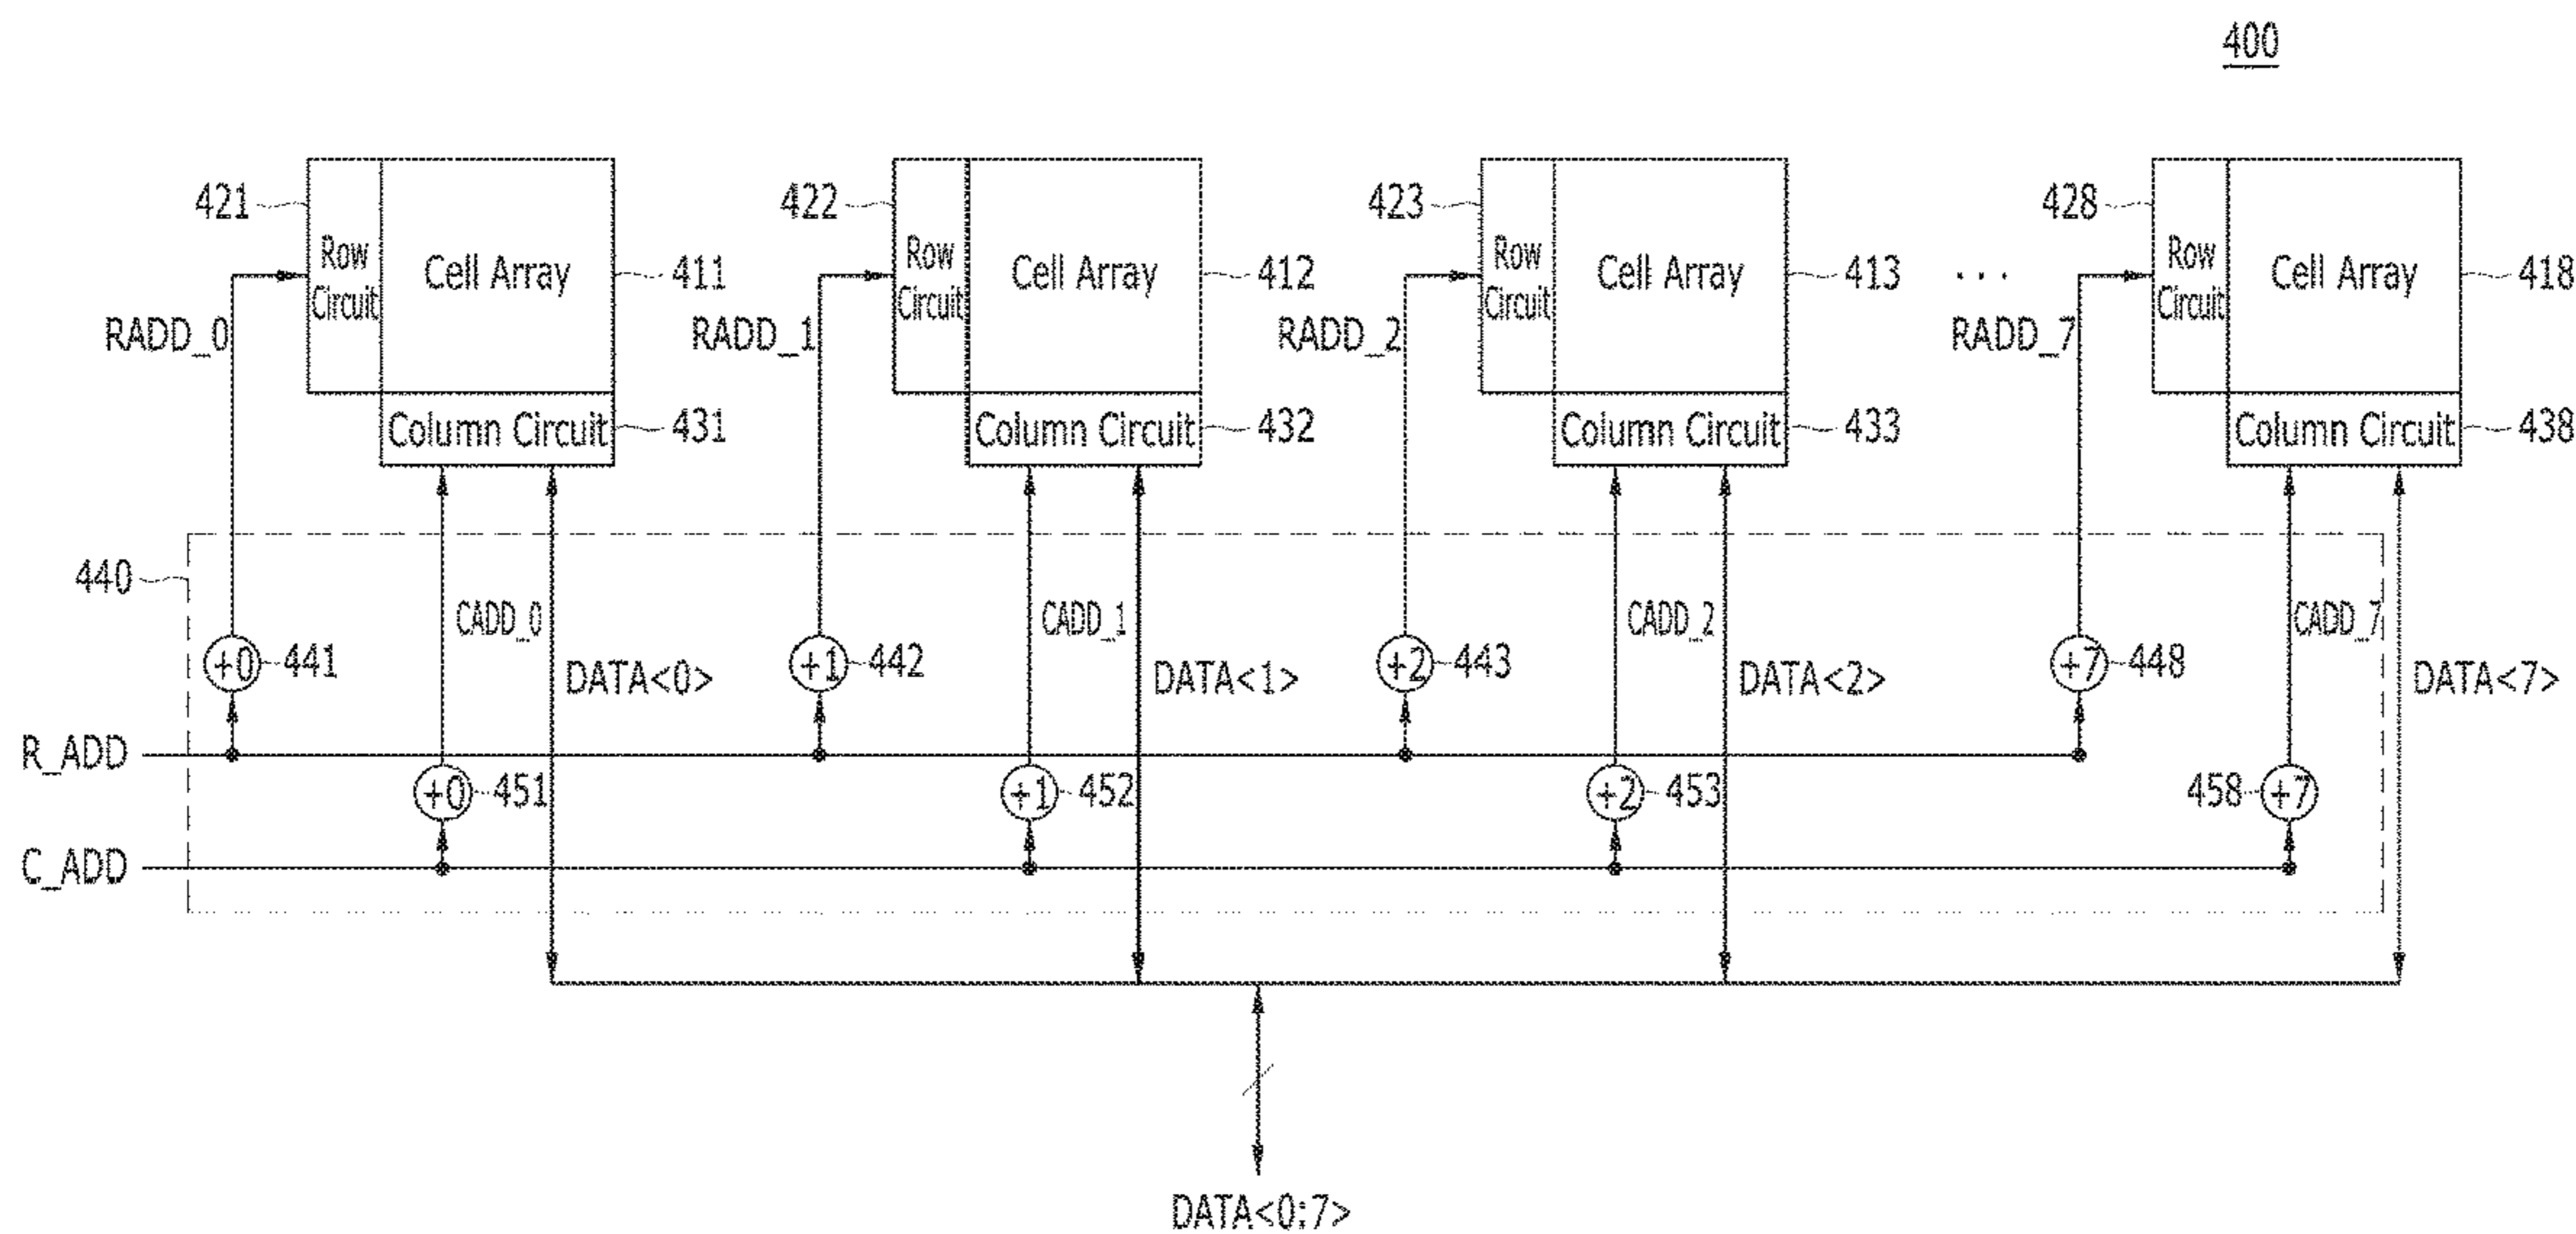 400
421
422
423
428
Row
Circuit
Cell Array
411
Row
Circuit
Cell Array
412
Row
Circuit
Cell Array
413
...
Row
Circuit
Cell Array
418
RADD_0
RADD_1
RADD_2
RADD_7
Column Circuit
431
Column Circuit
432
Column Circuit
433
Column Circuit
438
440
CADD_0
CADD_1
CADD_2
CADD_7
+0
441
DATA<0>
+1
442
DATA<1>
+2
443
DATA<2>
+7
448
DATA<7>
R_ADD
+0
451
+1
452
+2
453
458
+7
C_ADD
DATA<0:7>